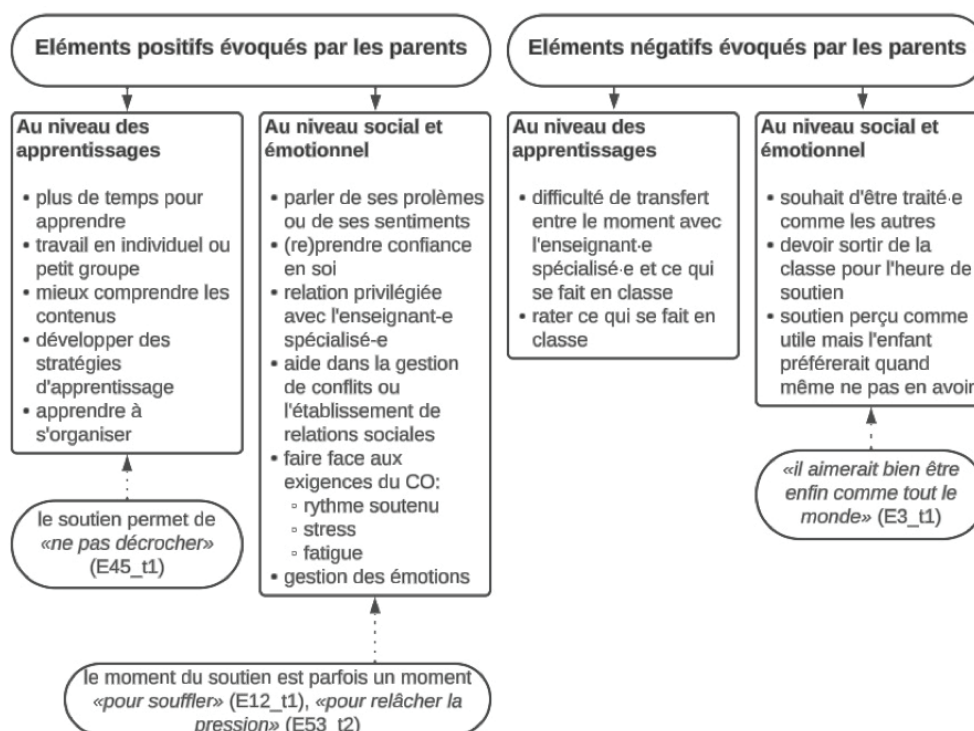 Eléments positifs évoqués par les parents
Au niveau des
apprentissages
• plus de temps pour
apprendre
• travail en individuel ou
petit groupe
• mieux comprendre les
contenus
• développer des
stratégies
d'apprentissage
• apprendre à
s'organiser
le soutien permet de
«ne pas décrocher»
(E45_t1)
Au niveau social et
émotionnel
• parler de ses prolèmes
ou de ses sentiments
• (re)prendre confiance
en soi
• relation privilégiée
avec l'enseignant-e
spécialisé-e
• aide dans la gestion
de conflits ou
l'établissement de
relations sociales
• faire face aux
exigences du CO:
▫ rythme soutenu
▫ stress
▫ fatigue
• gestion des émotions
le moment du soutien est parfois un moment
«pour souffler» (E12_t1), «pour relâcher la
pression» (E53_t2)
Eléments négatifs évoqués par les parents
Au niveau des
apprentissages
• difficulté de transfert
entre le moment avec
l'enseignant·e
spécialisé·e et ce qui
se fait en classe
• rater ce qui se fait en
classe
Au niveau social et
émotionnel
• souhait d'être traité·e
comme les autres
• devoir sortir de la
classe pour l'heure de
soutien
• soutien perçu comme
utile mais l'enfant
préférerait quand
même ne pas en avoir
«il aimerait bien être
enfin comme tout le
monde» (E3_t1)